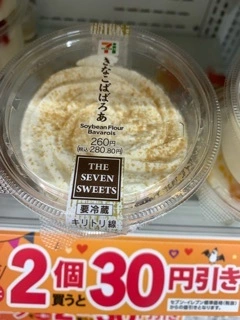 きなこばばろあ
Soybean Flour
Bavarois
260円
(税込280.80円)
THE
SEVEN
SWEETS
要冷蔵
キリトリ線
2個
買うと
30円引き